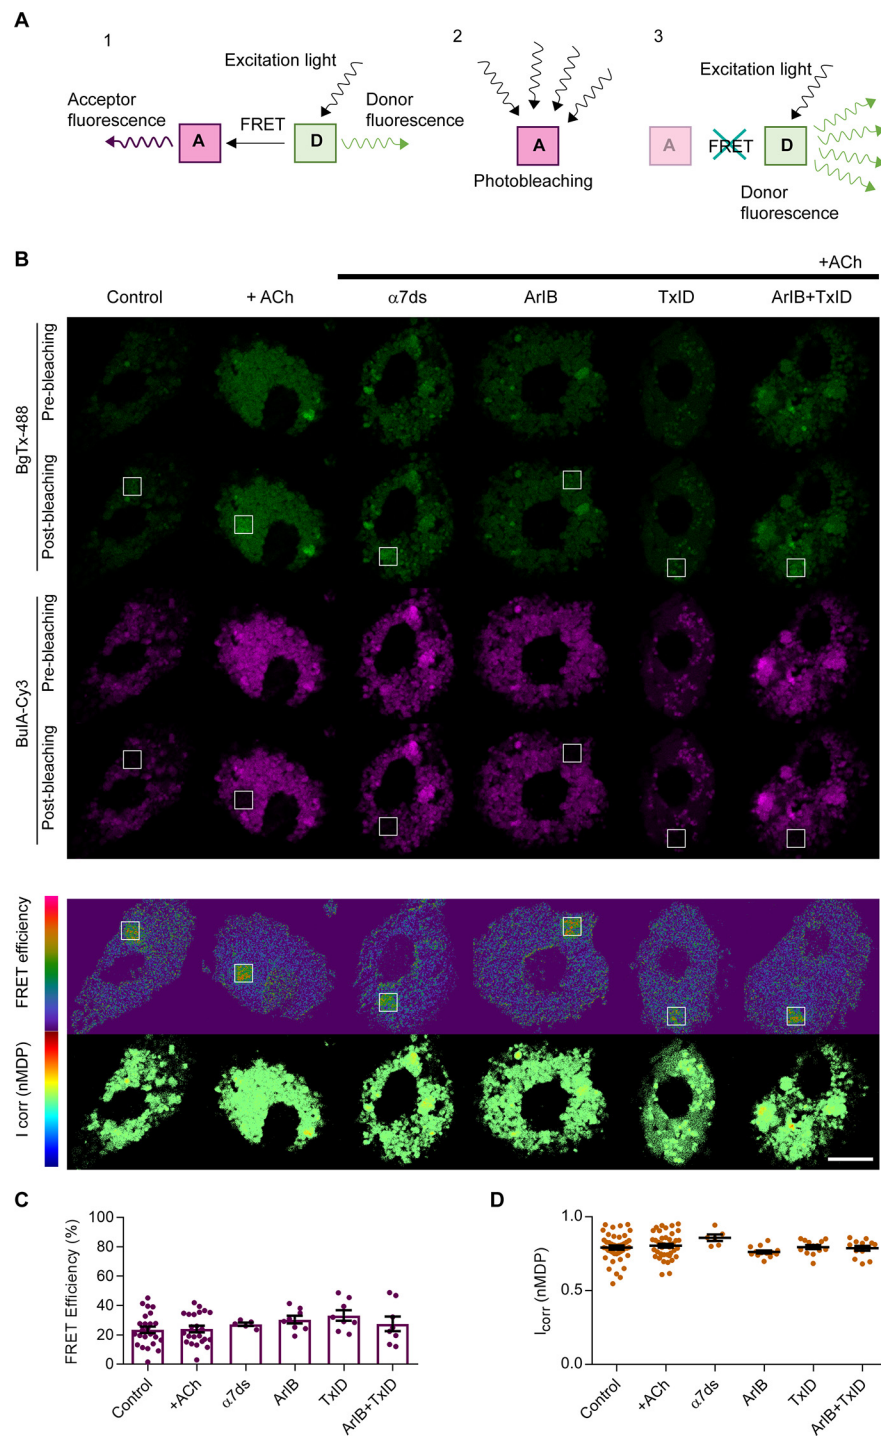 A
1
2
3
Excitation light
Excitation light
Acceptor
fluorescence
FRET
Donor
fluorescence
A
D
A
A
FRET
D
Photobleaching
Donor
fluorescence
B
+ACh
Control
+ ACh
α7ds
ArIB
TxID
ArIB+TxID
BgTx-488
Pre-bleaching
Post-bleaching
BuIA-Cy3
Pre-bleaching
Post-bleaching
FRET efficiency
I corr (nMDP)
C
FRET Efficiency (%)
100
80
60
40
20
0
Control
+ACh
α7ds
ArIB
TxID
ArIB+TxID
D
Icorr (nMDP)
1.0
0.5
0.0
Control
+ACh
α7ds
ArIB
TxID
ArIB+TxID